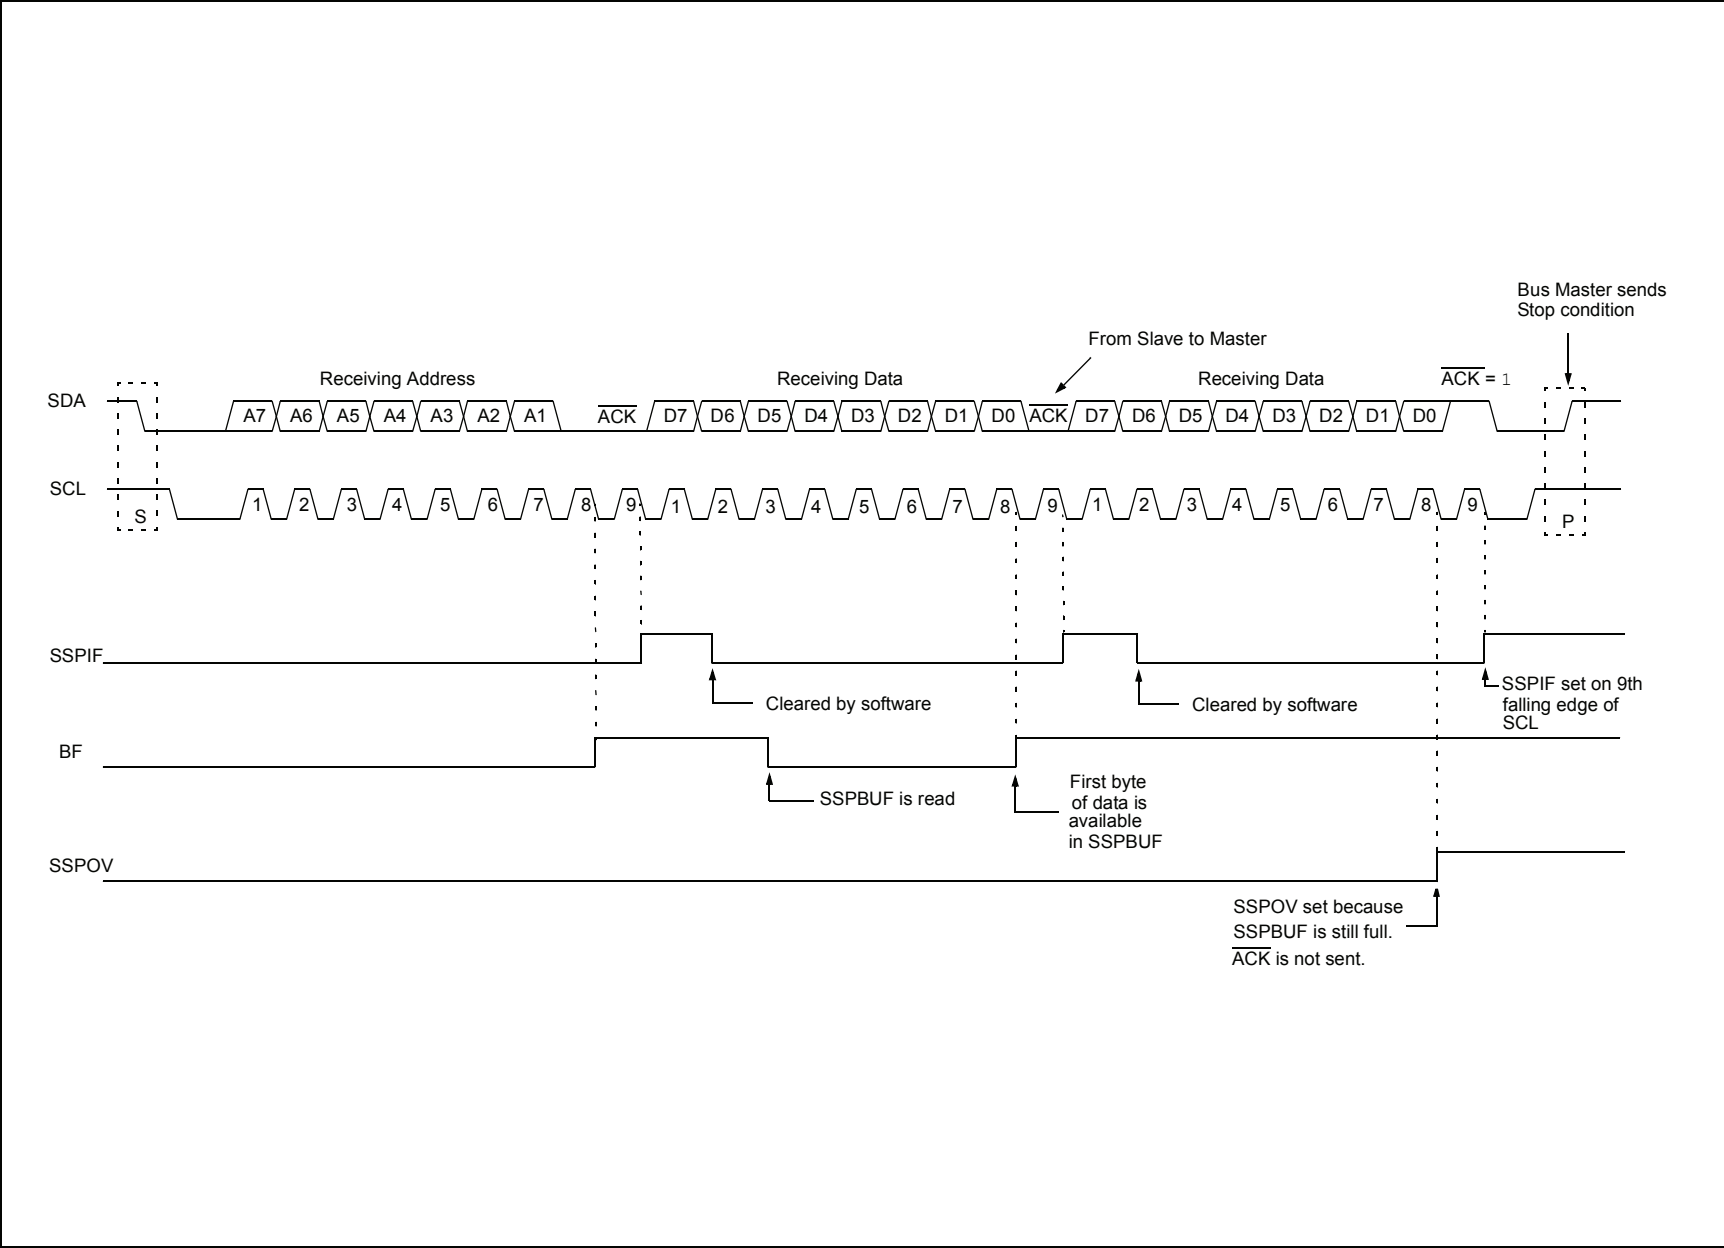 Bus Master sends
Stop condition
From Slave to Master
Receiving Address
Receiving Data
Receiving Data
ACK = 1
SDA
A7 A6 A5 A4 A3 A2 A1 ACK D7 D6 D5 D4 D3 D2 D1 D0 ACK D7 D6 D5 D4 D3 D2 D1 D0
SCL
S
1 2 3 4 5 6 7 8 9 1 2 3 4 5 6 7 8 9 1 2 3 4 5 6 7 8 9
P
SSPIF
Cleared by software
Cleared by software
SSPIF set on 9th
falling edge of
SCL
BF
SSPBUF is read
First byte
of data is
available
in SSPBUF
SSPOV
SSPOV set because
SSPBUF is still full.
ACK is not sent.